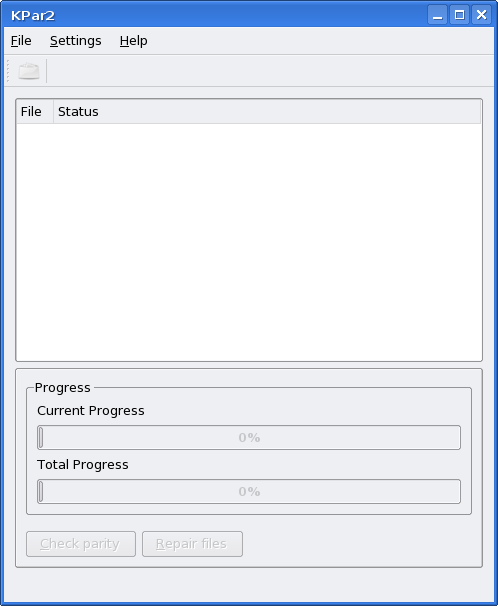 KPar2
File Settings Help
File Status
Progress
Current Progress
0%
Total Progress
0%
Check parity Repair files